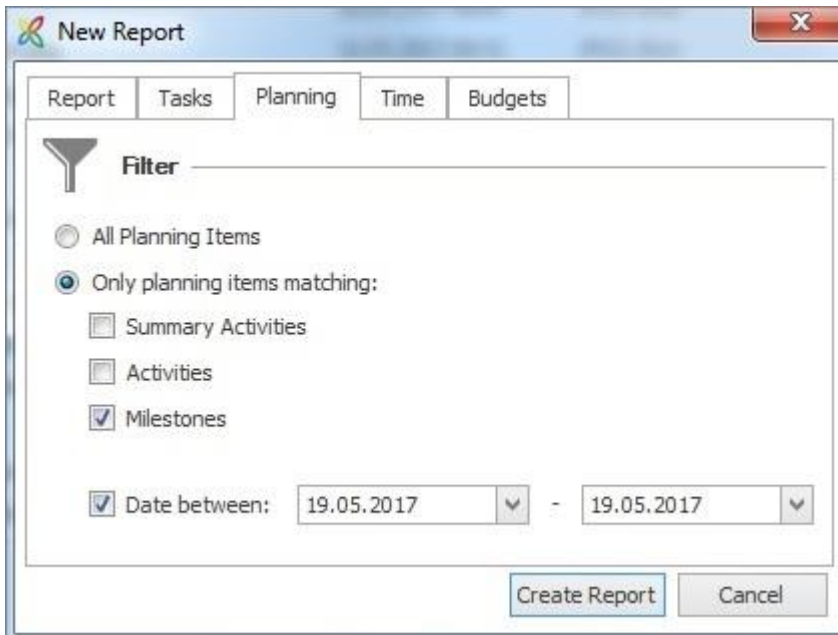 New Report
Report Tasks Planning Time Budgets
Filter
All Planning Items
Only planning items matching:
Summary Activities
Activities
Milestones
Date between: 19.05.2017 - 19.05.2017
Create Report Cancel